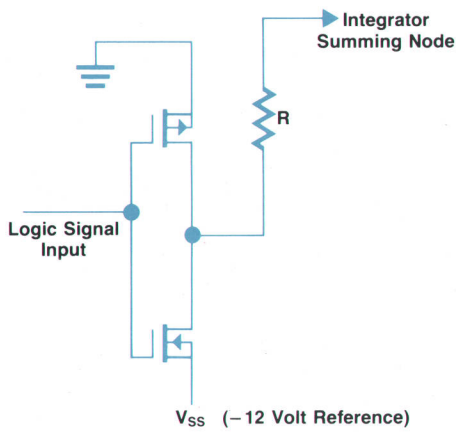 Integrator
Summing Node
R
Logic Signal
Input
VSS (−12 Volt Reference)